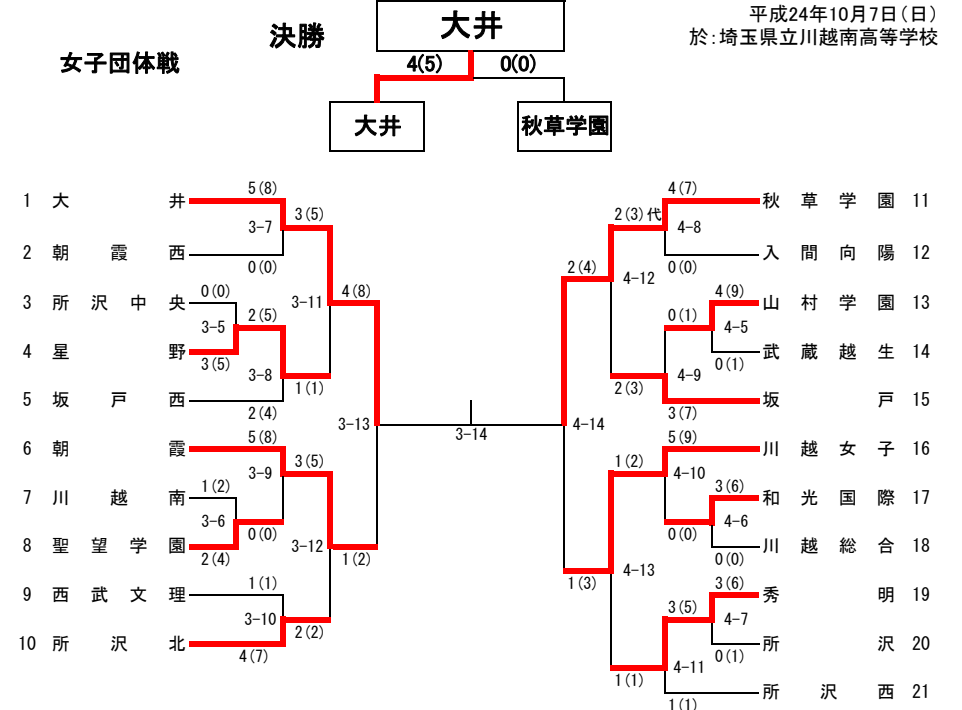 平成24年10月7日(日)
於:埼玉県立川越南高等学校
女子団体戦
決勝
大井
4(5) 0(0)
大井 秋草学園
1 大井 5(8)
3-7 3(5)
2 朝霞西 0(0)
3 所沢中央 0(0)
3-5 2(5)
4 星野 3(5)
3-11 4(8)
3-8 1(1)
5 坂戸西 2(4)
3-13
6 朝霞 5(8)
3-9 3(5)
7 川越南 1(2)
3-6 0(0)
8 聖望学園 2(4)
3-12 1(2)
9 西武文理 1(1)
3-10 2(2)
10 所沢北 4(7)
3-14
4(7) 秋草学園 11
2(3)代 4-8
0(0) 入間向陽 12
2(4) 4-12
4(9) 山村学園 13
0(1) 4-5
0(1) 武蔵越生 14
2(3) 4-9
3(7) 坂戸 15
4-14
5(9) 川越女子 16
1(2) 4-10
3(6) 和光国際 17
0(0) 4-6
0(0) 川越総合 18
1(3) 4-13
3(6) 秀明 19
3(5) 4-7
0(1) 所沢 20
1(1) 4-11
1(1) 所沢西 21